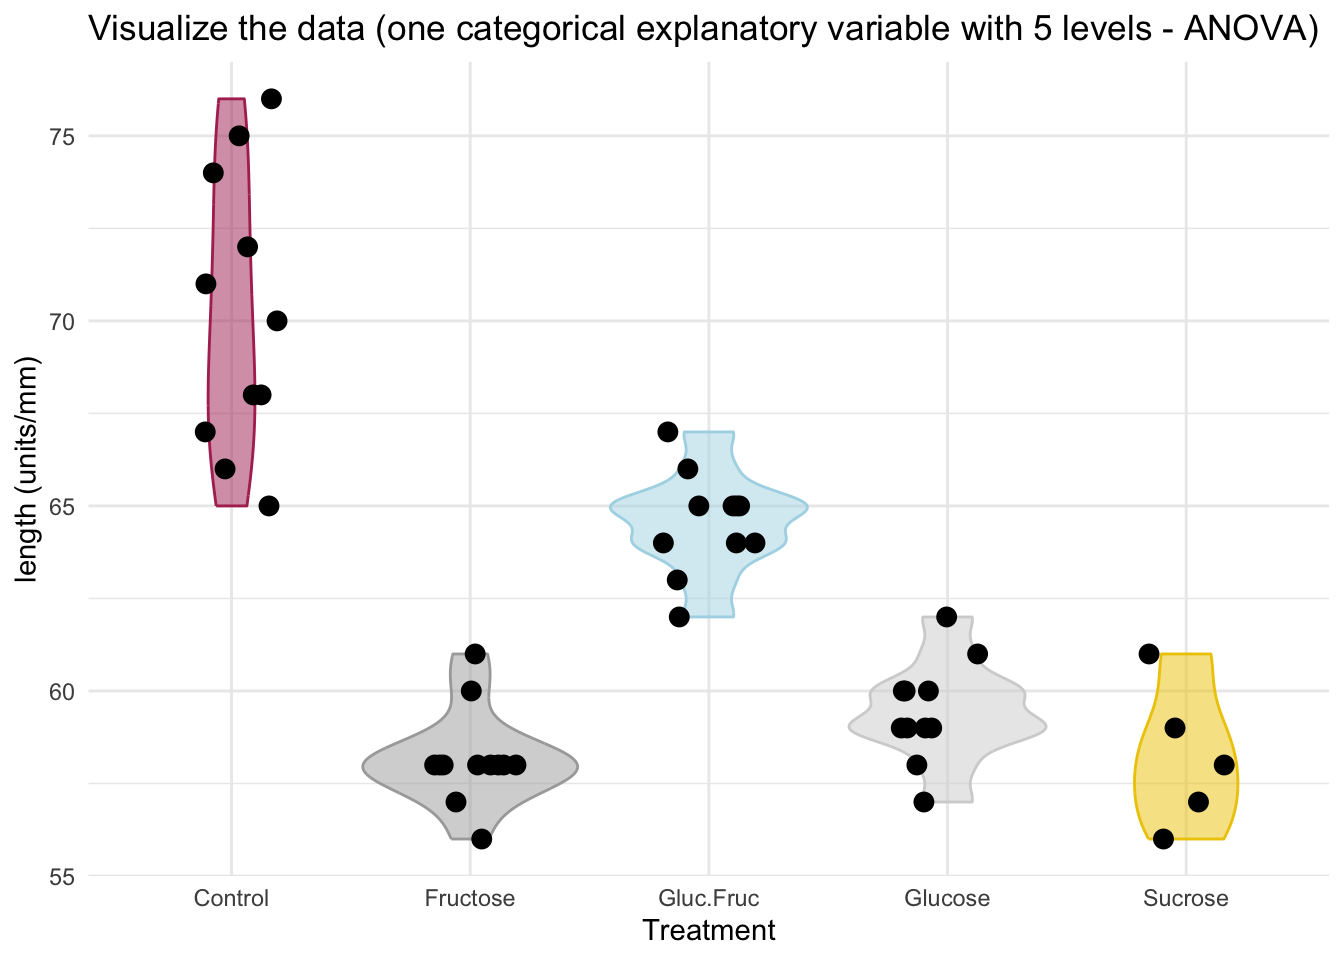 Visualize the data (one categorical explanatory variable with 5 levels - ANOVA)
75
70
65
60
55
length (units/mm)
Control
Fructose
Gluc.Fruc
Glucose
Sucrose
Treatment